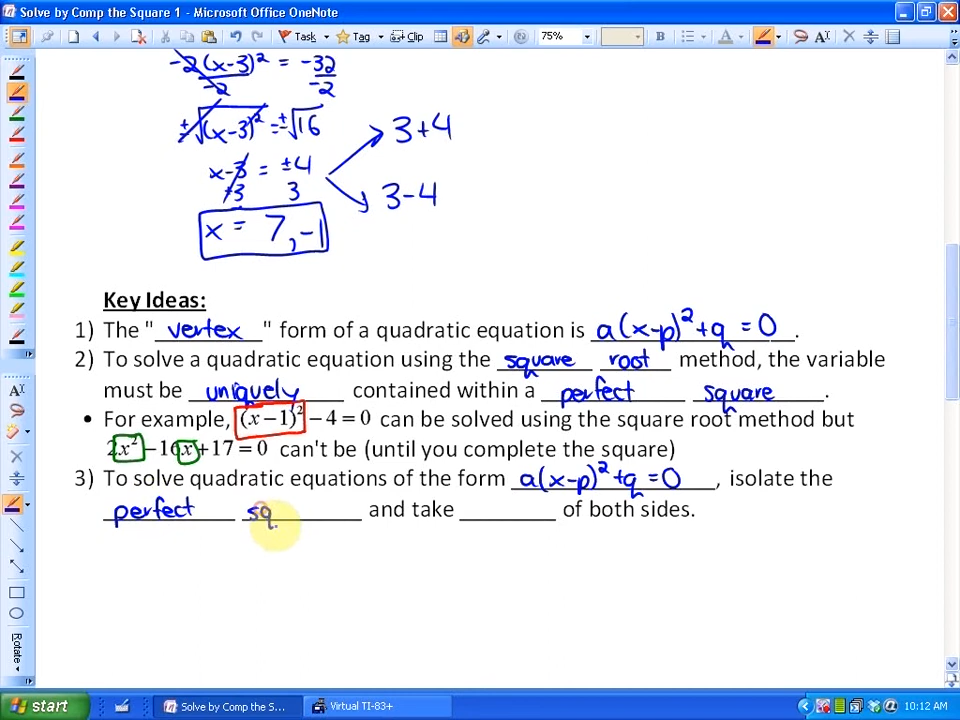 Solve by Comp the Square 1 - Microsoft Office OneNote
Task Tag Clip 75% B A
-2(x-3)² = -32
-2 -2
±√(x-3)² = ±√16
x-3 = ±4
+3 3
3+4
3-4
x = 7, -1
Key Ideas:
1) The " vertex " form of a quadratic equation is a(x-p)²+q = 0.
2) To solve a quadratic equation using the square root method, the variable
must be uniquely contained within a perfect square.
• For example, (x−1)²−4=0 can be solved using the square root method but
2x²−16x+17=0 can't be (until you complete the square)
3) To solve quadratic equations of the form a(x-p)²+q=0, isolate the
perfect sq and take ________ of both sides.
Rotate
start Solve by Comp the S... Virtual TI-83+ 10:12 AM